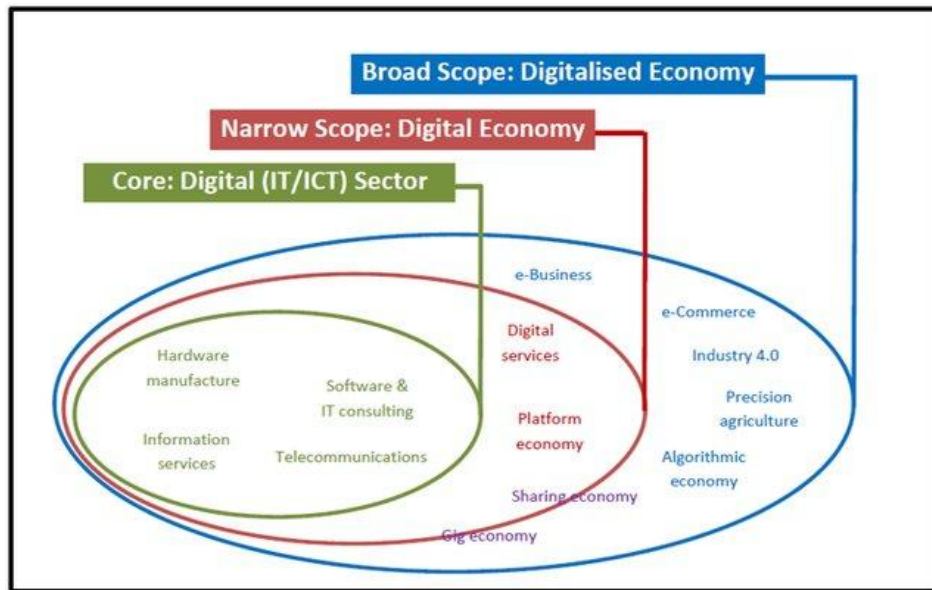 Broad Scope: Digitalised Economy
Narrow Scope: Digital Economy
Core: Digital (IT/ICT) Sector
e-Business
e-Commerce
Digital
services
Industry 4.0
Hardware
manufacture
Software &
IT consulting
Precision
agriculture
Platform
economy
Information
services
Telecommunications
Algorithmic
economy
Sharing economy
Gig economy